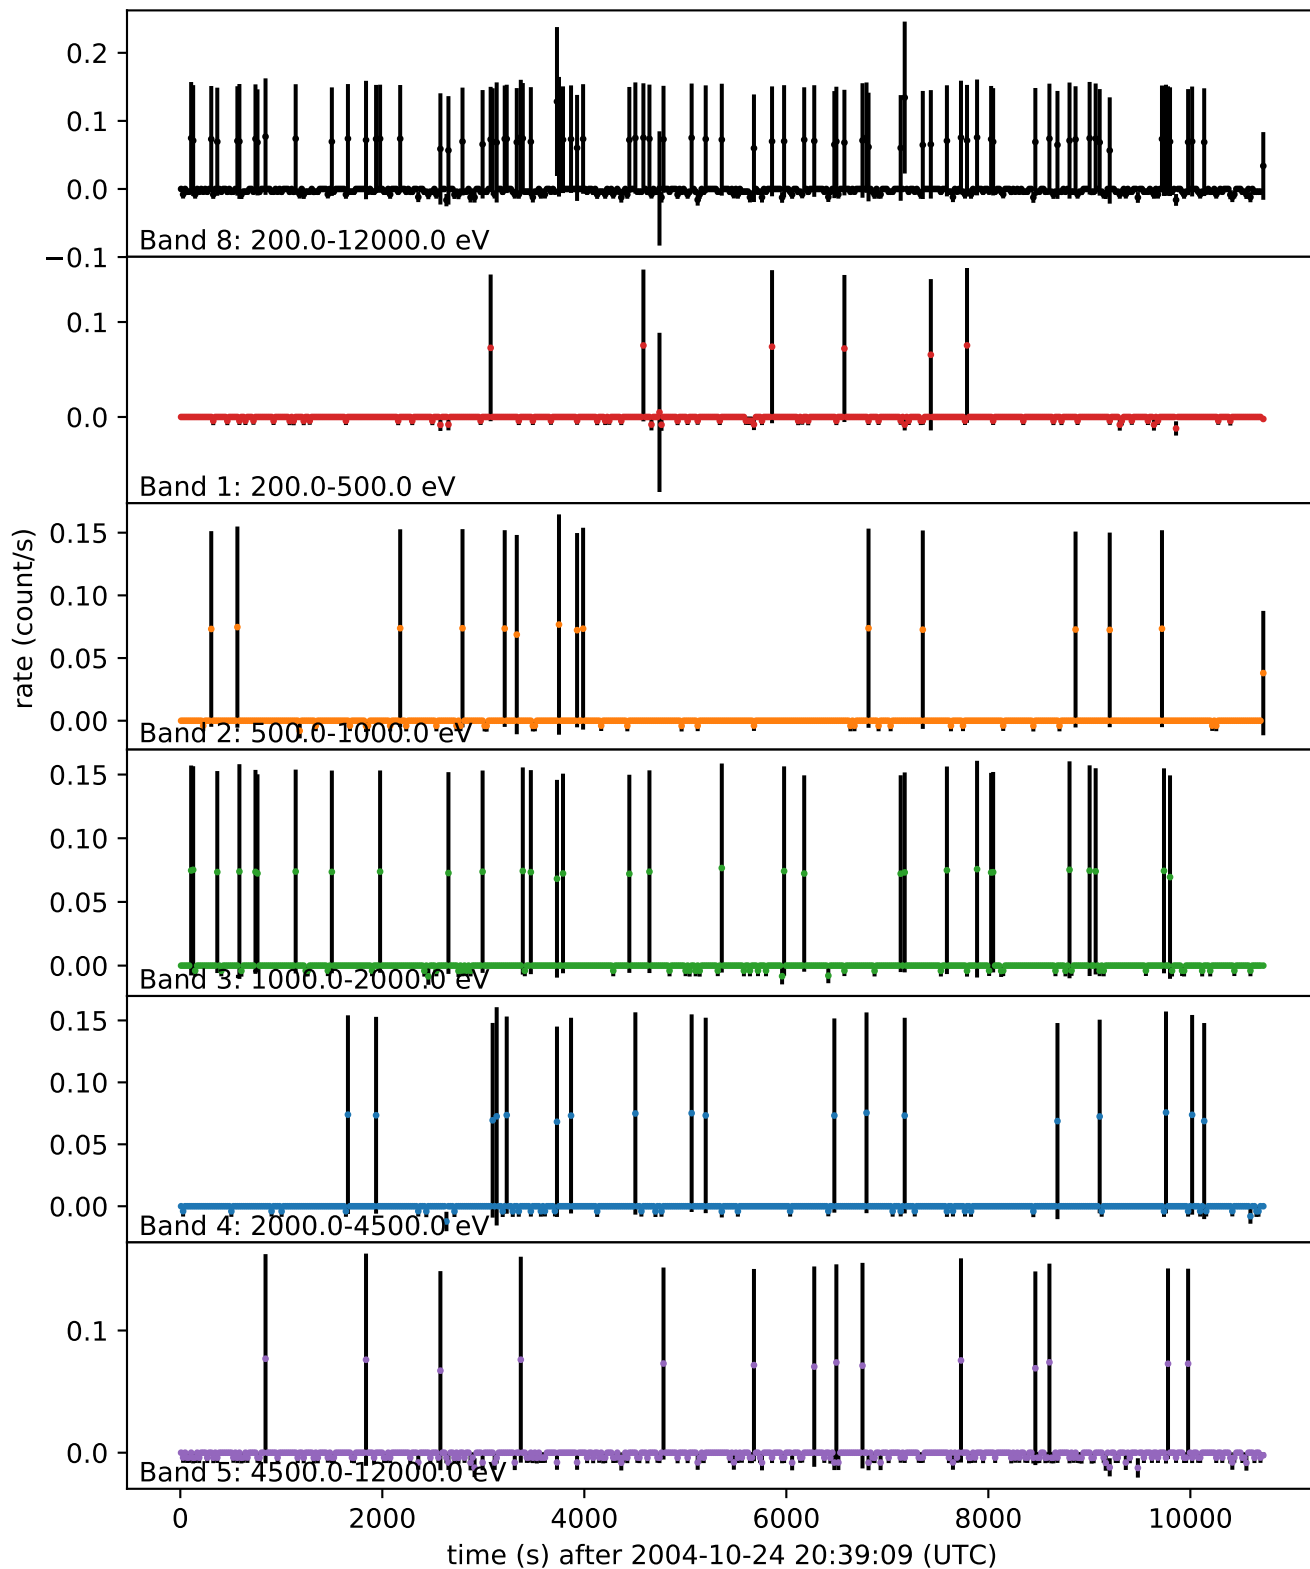 0.2
0.1
0.0
Band 8: 200.0-12000.0 eV
−0.1
0.1
0.0
Band 1: 200.0-500.0 eV
rate (count/s)
0.15
0.10
0.05
0.00
Band 2: 500.0-1000.0 eV
0.15
0.10
0.05
0.00
Band 3: 1000.0-2000.0 eV
0.15
0.10
0.05
0.00
Band 4: 2000.0-4500.0 eV
0.1
0.0
Band 5: 4500.0-12000.0 eV
0 2000 4000 6000 8000 10000
time (s) after 2004-10-24 20:39:09 (UTC)